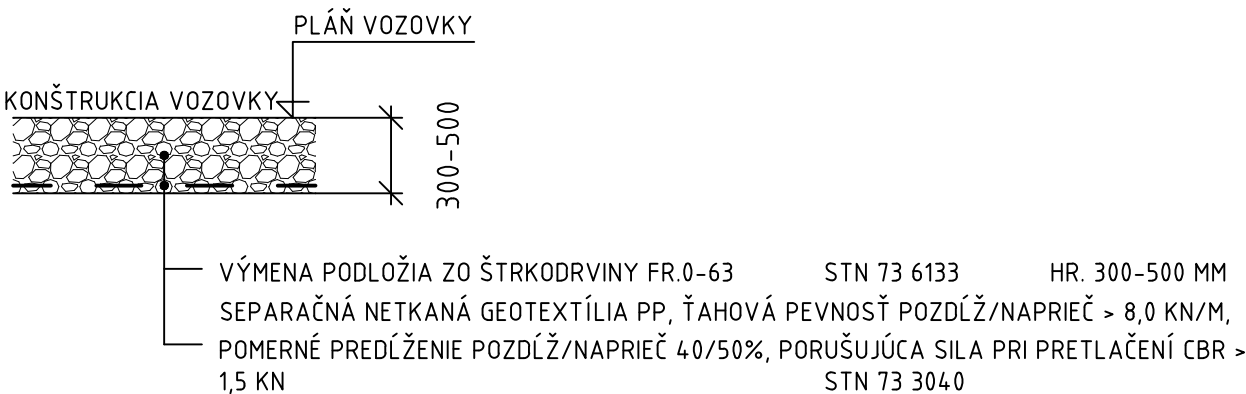 PLÁŇ VOZOVKY
KONŠTRUKCIA VOZOVKY
300-500
VÝMENA PODLOŽIA ZO ŠTRKODRVINY FR.0-63 STN 73 6133 HR. 300-500 MM
SEPARAČNÁ NETKANÁ GEOTEXTÍLIA PP, ŤAHOVÁ PEVNOSŤ POZDĹŽ/NAPRIEČ > 8,0 KN/M,
POMERNÉ PREDĹŽENIE POZDĹŽ/NAPRIEČ 40/50%, PORUŠUJÚCA SILA PRI PRETLAČENÍ CBR >
1,5 KN STN 73 3040